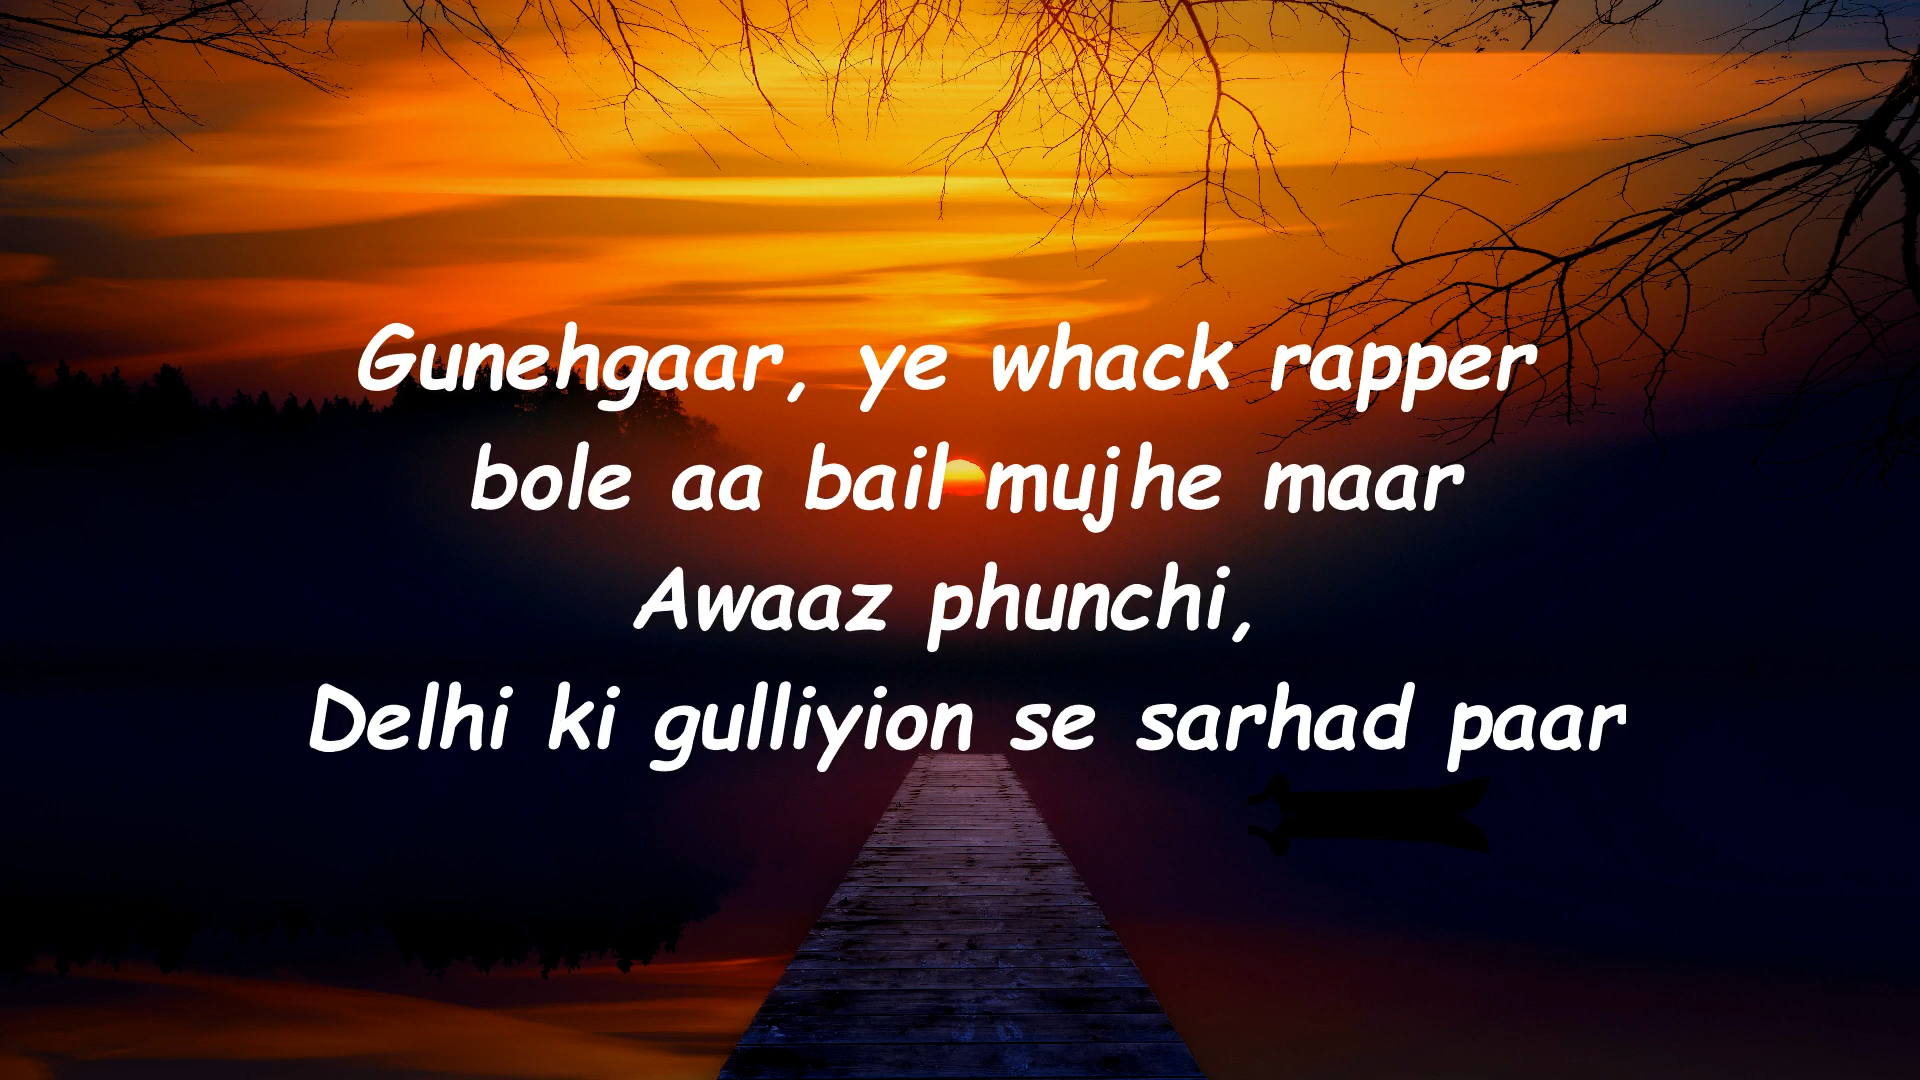 Gunehgaar, ye whack rapper
bole aa bail mujhe maar
Awaaz phunchi,
Delhi ki gulliyion se sarhad paar